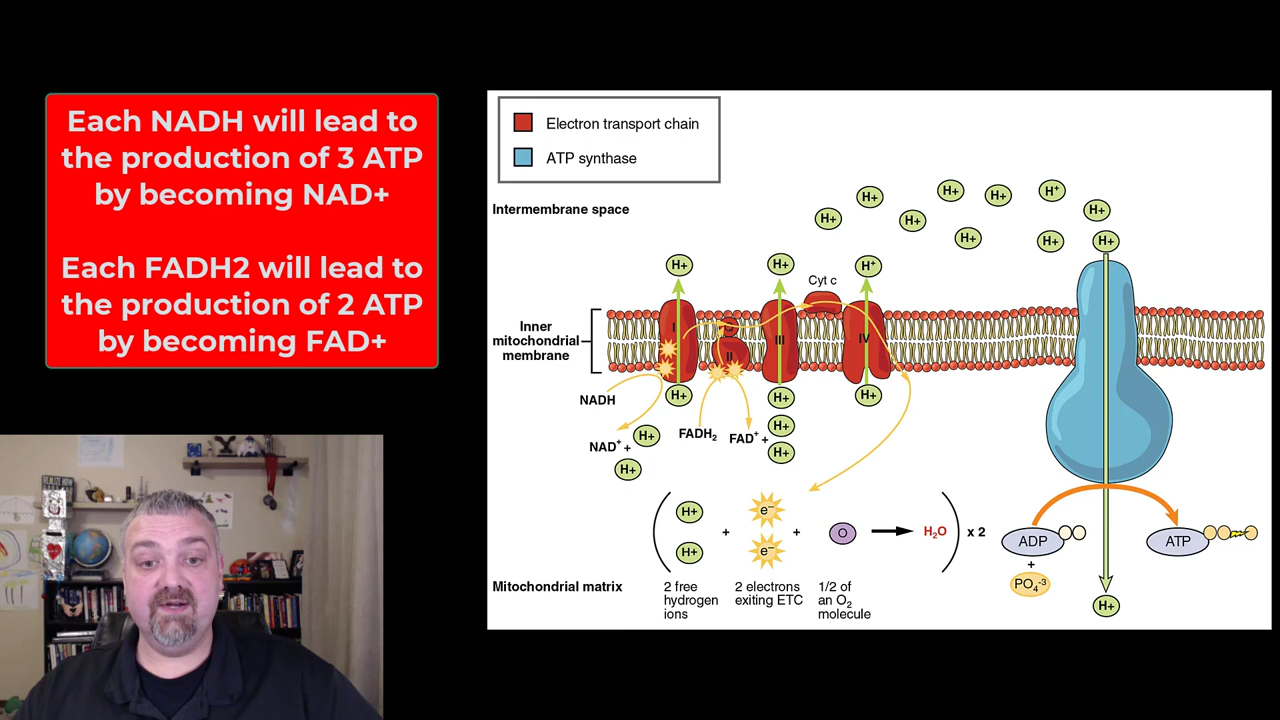 Each NADH will lead to
the production of 3 ATP
by becoming NAD+
Each FADH2 will lead to
the production of 2 ATP
by becoming FAD+
Electron transport chain
ATP synthase
Intermembrane space
H+
H+
H+
H+
H+
H+
H+
H+
H+
H+
H+
H+
H⁺
Cyt c
Inner
mitochondrial
membrane
I
II
III
IV
NADH
H+
H+
H+
NAD⁺ +
H+
H+
FADH₂
FAD⁺ +
H+
H+
H+
H+
+
e⁻
e⁻
+
O
H₂O
x 2
ADP
+
PO₄⁻³
ATP
H+
Mitochondrial matrix
2 free
hydrogen
ions
2 electrons
exiting ETC
1/2 of
an O₂
molecule